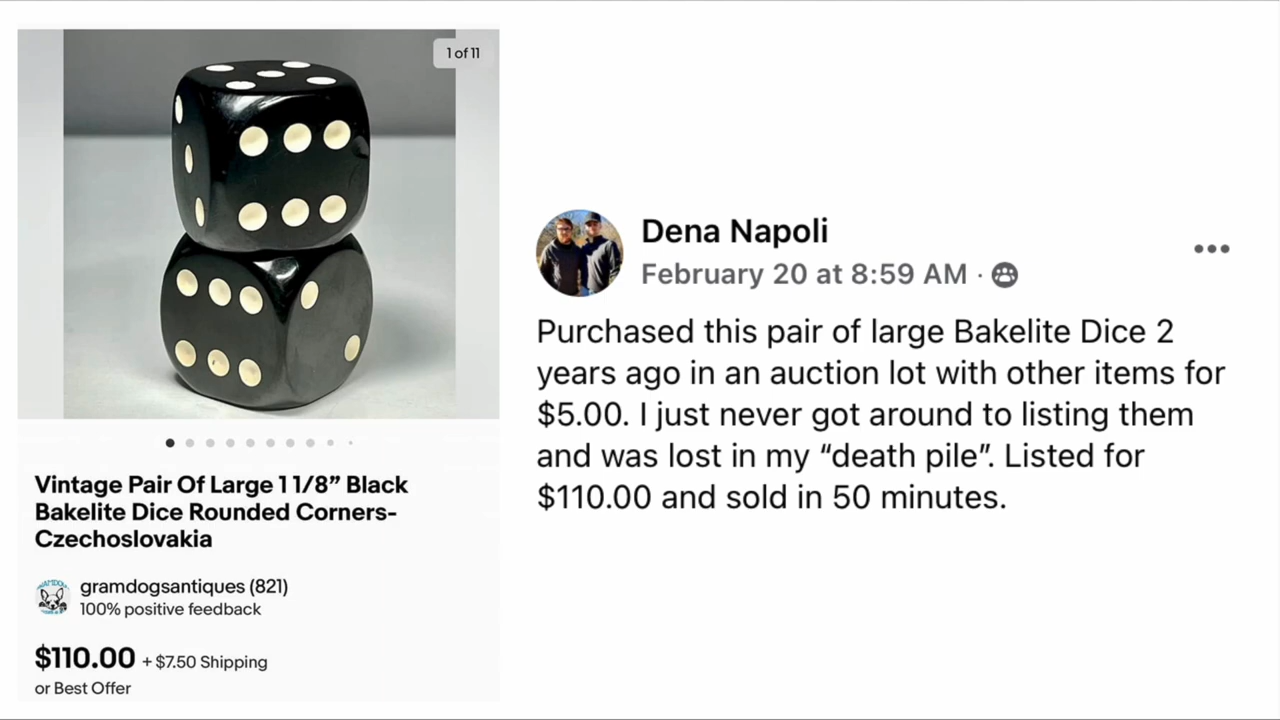 1 of 11
Vintage Pair Of Large 1 1/8” Black
Bakelite Dice Rounded Corners-
Czechoslovakia
gramdogsantiques (821)
100% positive feedback
$110.00 + $7.50 Shipping
or Best Offer
Dena Napoli
February 20 at 8:59 AM ·
Purchased this pair of large Bakelite Dice 2
years ago in an auction lot with other items for
$5.00. I just never got around to listing them
and was lost in my “death pile”. Listed for
$110.00 and sold in 50 minutes.